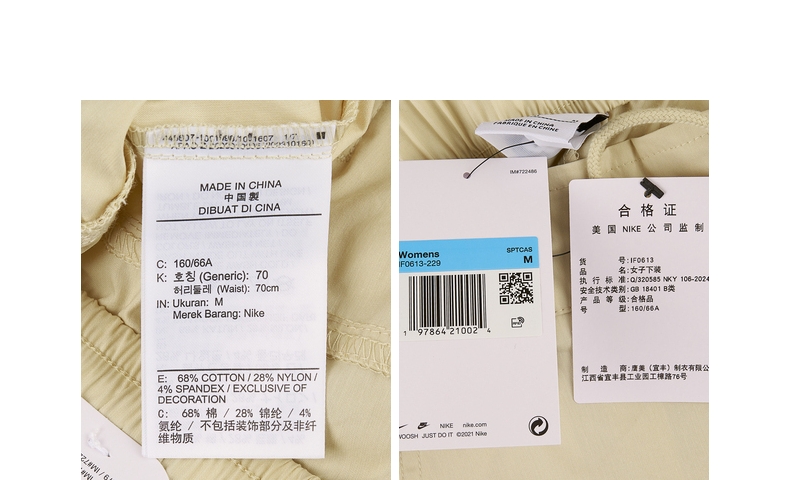 MADE IN CHINA
中国製
DIBUAT DI CINA
C: 160/66A
K: 호칭 (Generic): 70
허리둘레 (Waist): 70cm
IN: Ukuran: M
Merek Barang: Nike
E: 68% COTTON / 28% NYLON /
4% SPANDEX / EXCLUSIVE OF
DECORATION
C: 68% 棉 / 28% 锦纶 / 4%
氨纶 / 不包括装饰部分及非纤
维物质
MADE IN CHINA
FABRIQUE EN CHINE
IM#722486
Womens
SPTCAS
IF0613-229
M
1 97864 21002 4
NIKE nike.com
WOOSH JUST DO IT ©2021 Nike
合格证
美国 NIKE 公司监制
货号:IF0613
品名:女子下装
执行标准:Q/320585 NKY 106-2024
安全技术类别:GB 18401 B类
产品等级:合格品
号型:160/66A
制造商:鹰美(宜丰)制衣有限公
江西省宜丰县工业园工樟路76号